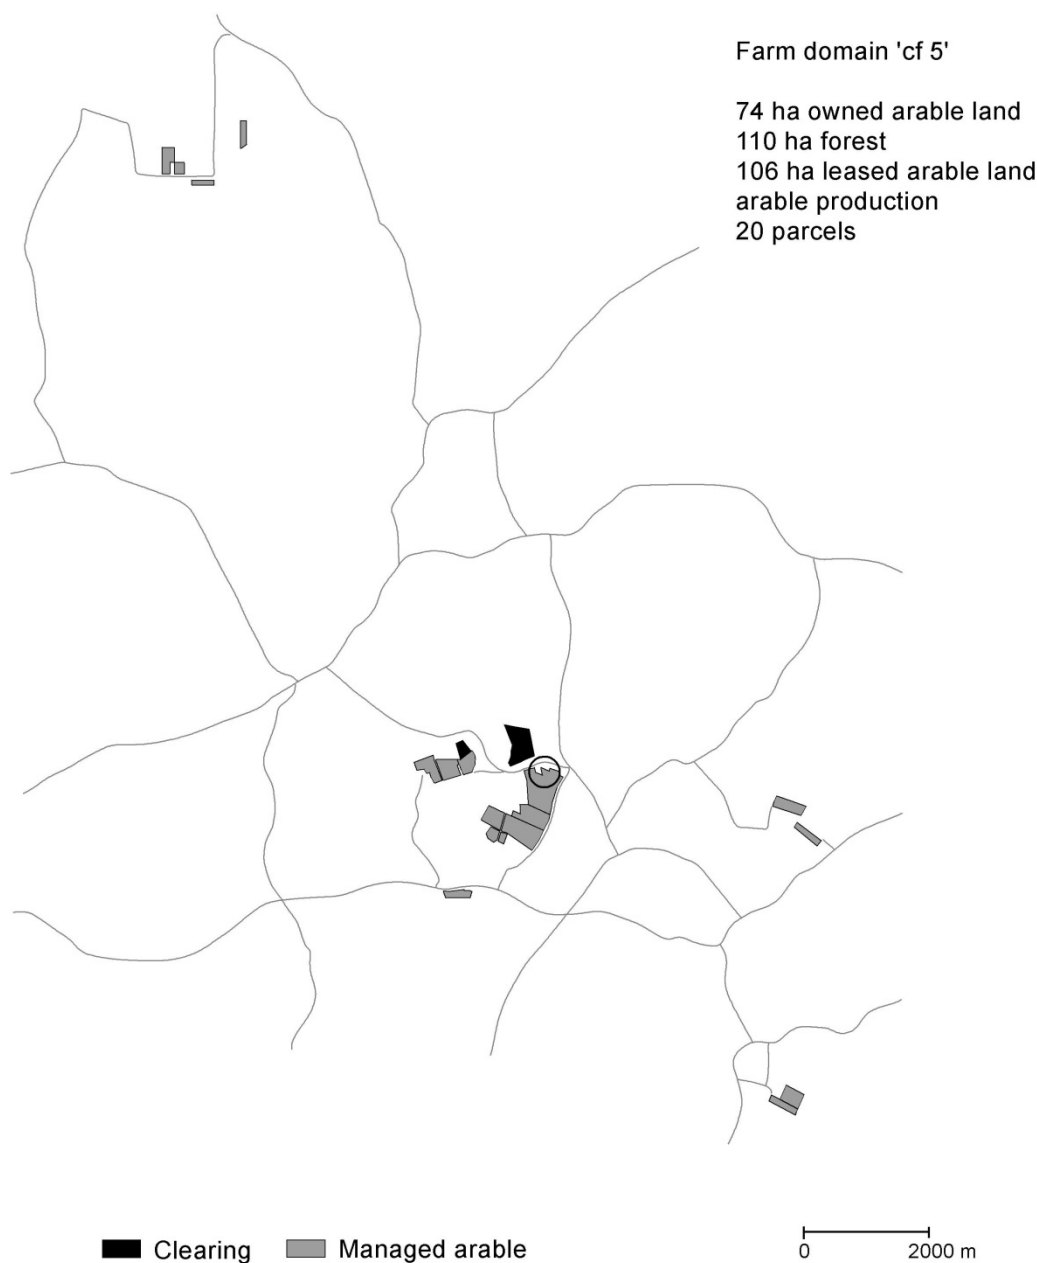 Farm domain 'cf 5'
74 ha owned arable land
110 ha forest
106 ha leased arable land
arable production
20 parcels
Clearing
Managed arable
0
2000 m